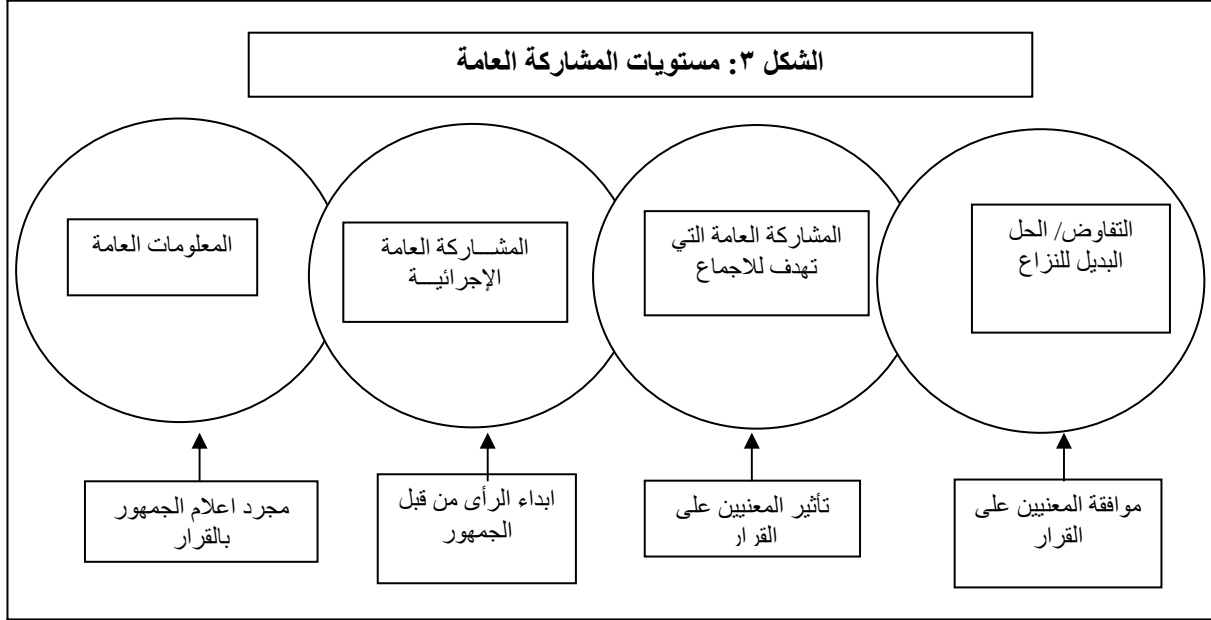 الشكل ٣: مستويات المشاركة العامة
التفاوض/ الحل
البديل للنزاع
المشاركة العامة التي
تهدف للاجماع
المشـــاركة العامة
الإجرائيـــة
المعلومات العامة
موافقة المعنيين على
القرار
تأثير المعنيين على
القرار
ابداء الرأى من قبل
الجمهور
مجرد اعلام الجمهور
بالقرار